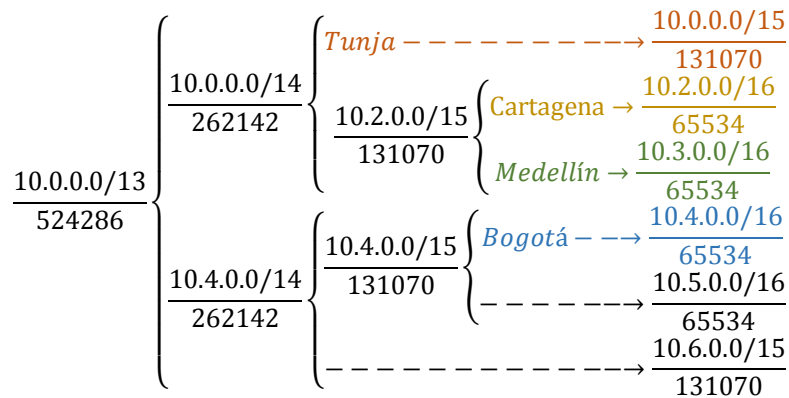 Tunja − − − − − − − − −→ 10.0.0.0/15
131070
10.0.0.0/14
262142
10.2.0.0/15
131070
Cartagena → 10.2.0.0/16
65534
Medellín → 10.3.0.0/16
65534
10.0.0.0/13
524286
10.4.0.0/14
262142
10.4.0.0/15
131070
Bogotá − −→ 10.4.0.0/16
65534
− − − − −→ 10.5.0.0/16
65534
− − − − − − − − − −→ 10.6.0.0/15
131070